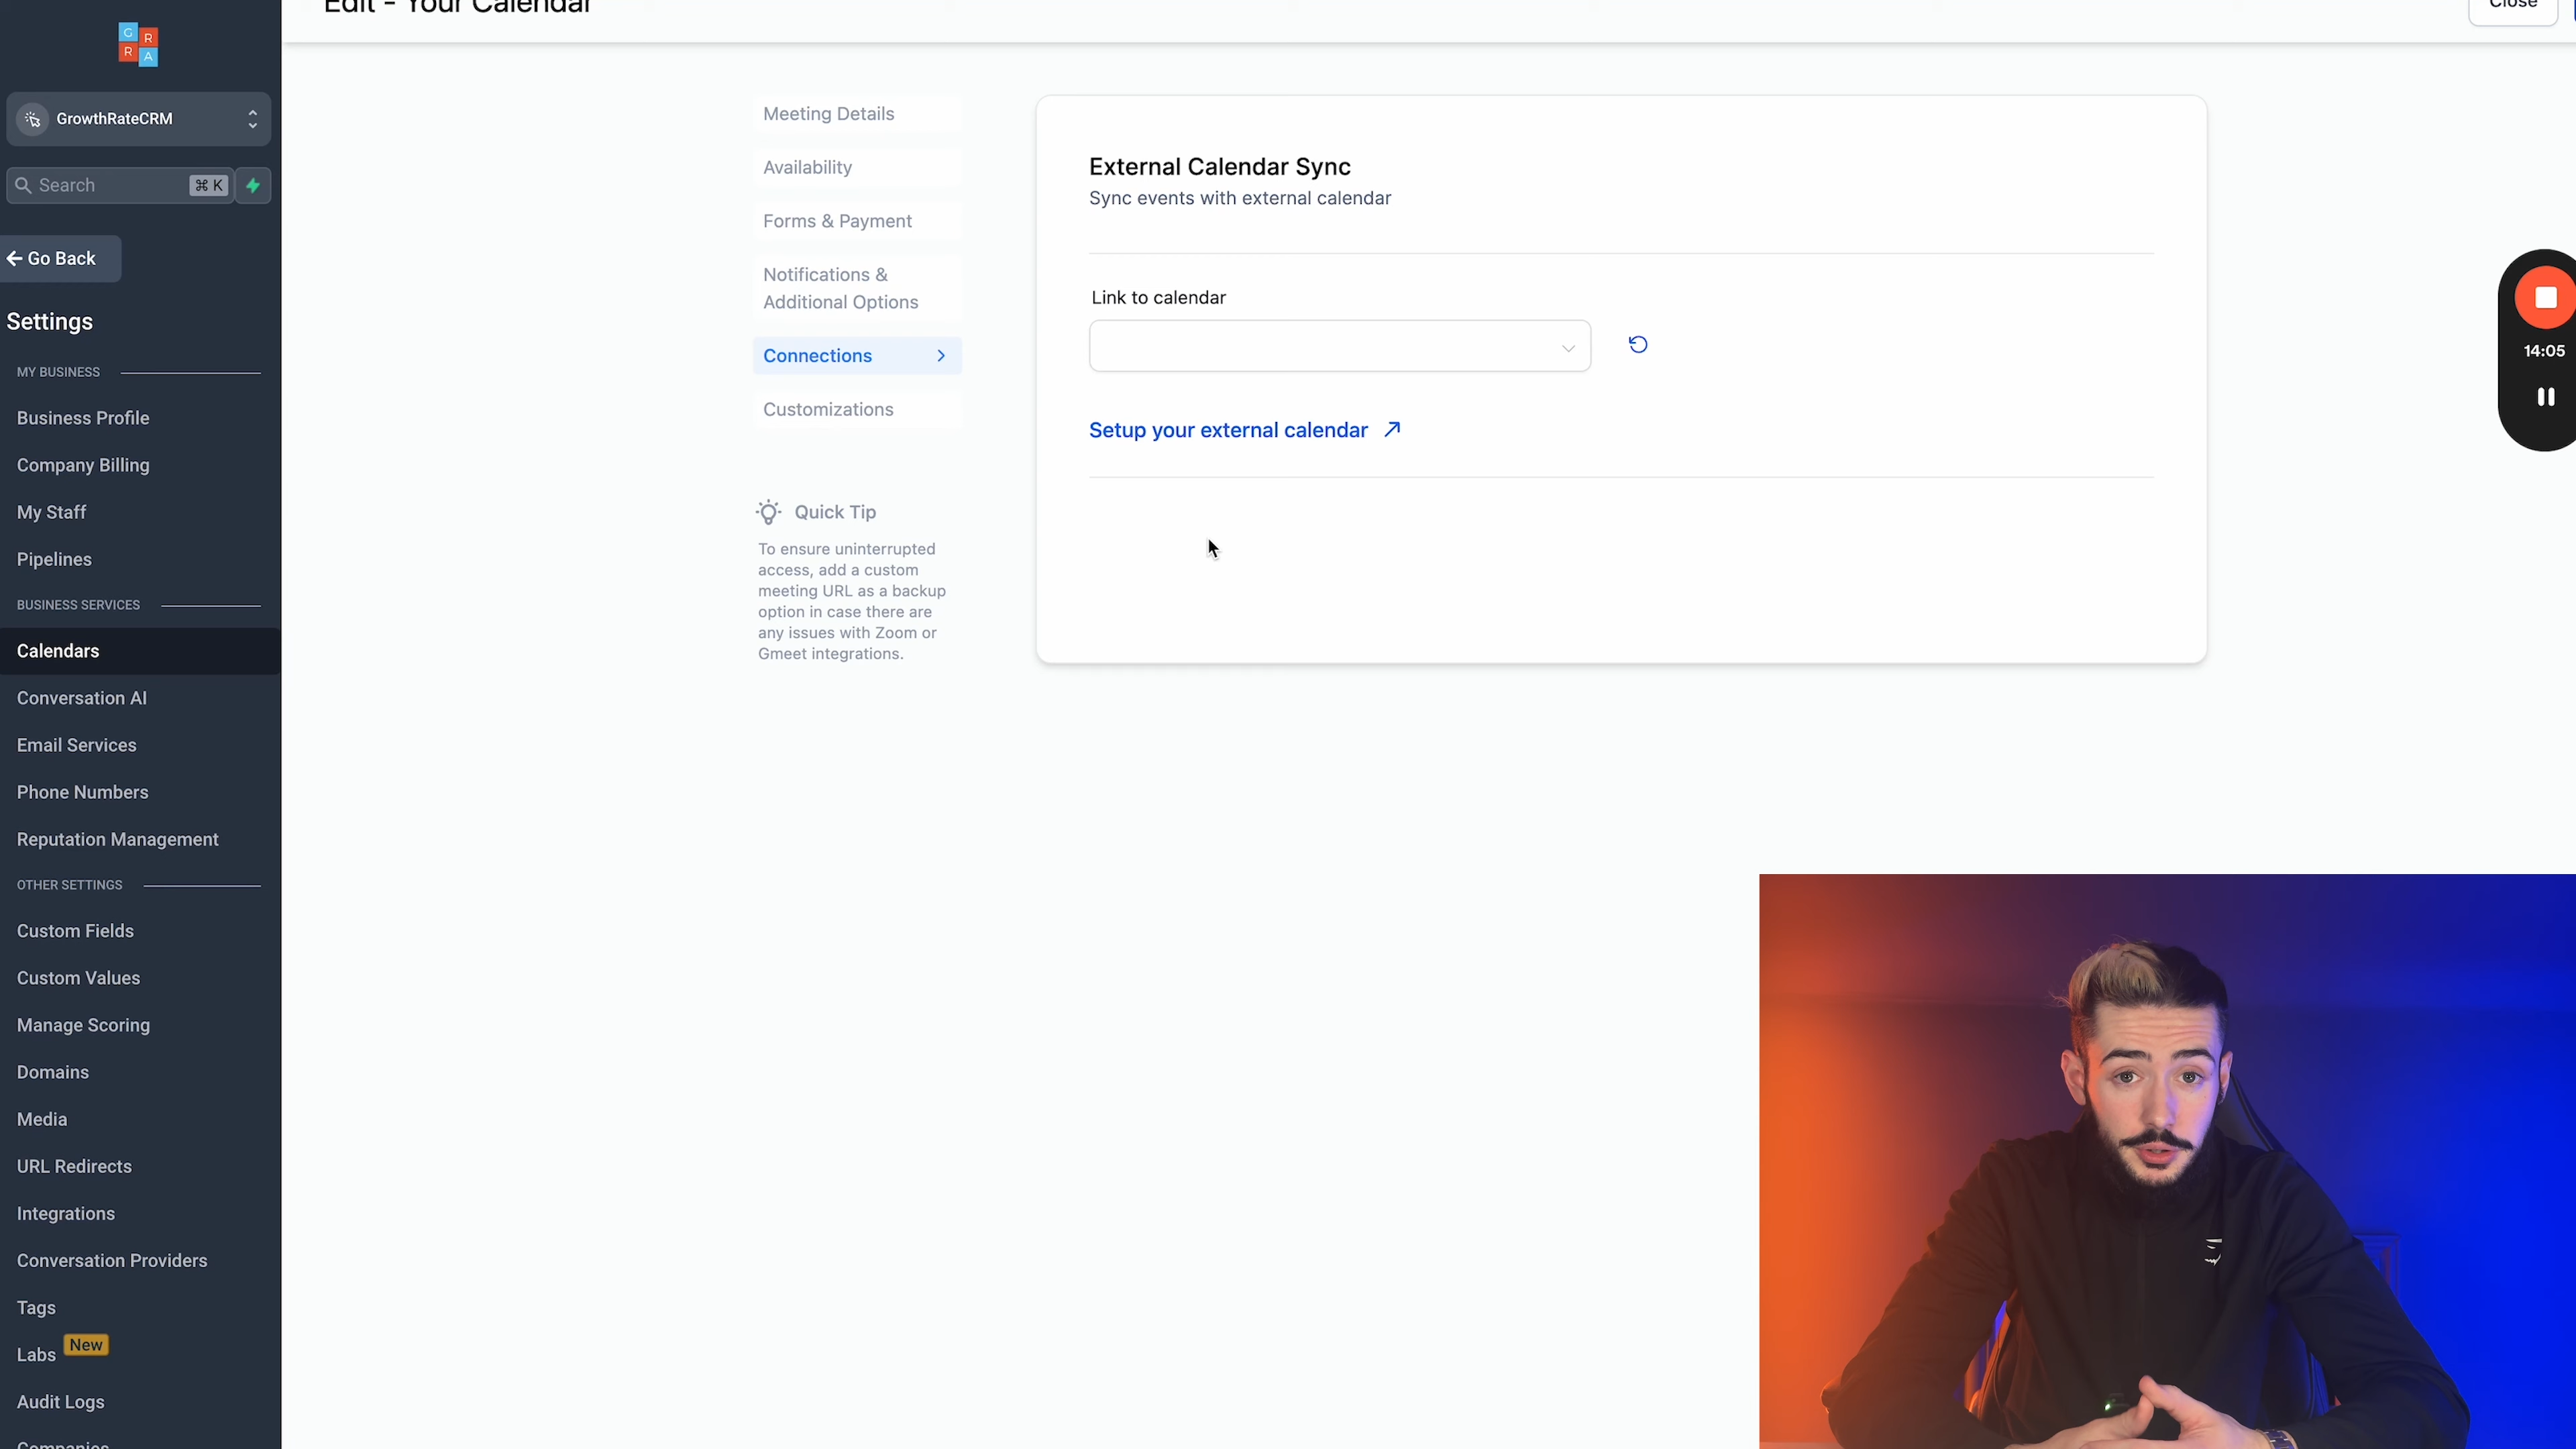 Edit - Your Calendar
Close
G R
R A
GrowthRateCRM
Search ⌘ K
Go Back
Settings
MY BUSINESS
Business Profile
Company Billing
My Staff
Pipelines
BUSINESS SERVICES
Calendars
Conversation AI
Email Services
Phone Numbers
Reputation Management
OTHER SETTINGS
Custom Fields
Custom Values
Manage Scoring
Domains
Media
URL Redirects
Integrations
Conversation Providers
Tags
Labs New
Audit Logs
Companies
Meeting Details
Availability
Forms & Payment
Notifications &
Additional Options
Connections
Customizations
Quick Tip
To ensure uninterrupted
access, add a custom
meeting URL as a backup
option in case there are
any issues with Zoom or
Gmeet integrations.
External Calendar Sync
Sync events with external calendar
Link to calendar
Setup your external calendar
14:05